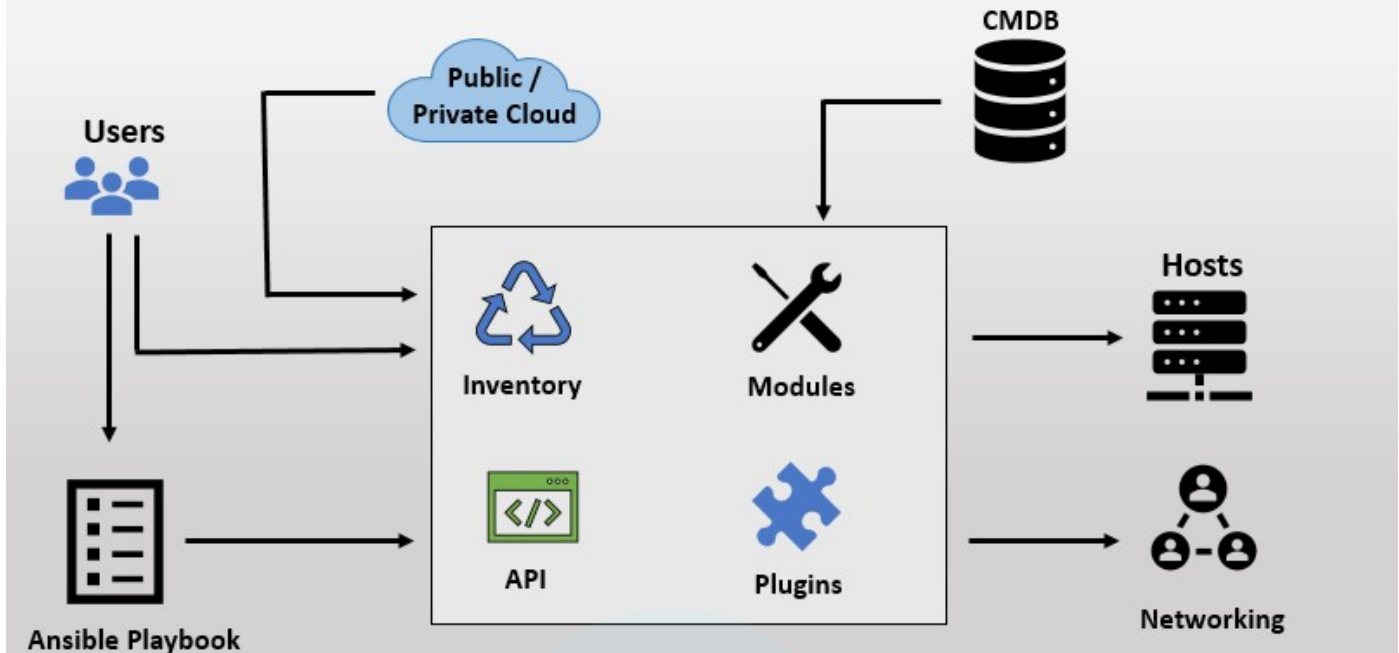 CMDB
Public /
Private Cloud
Users
Hosts
Inventory
Modules
API
Plugins
Networking
Ansible Playbook